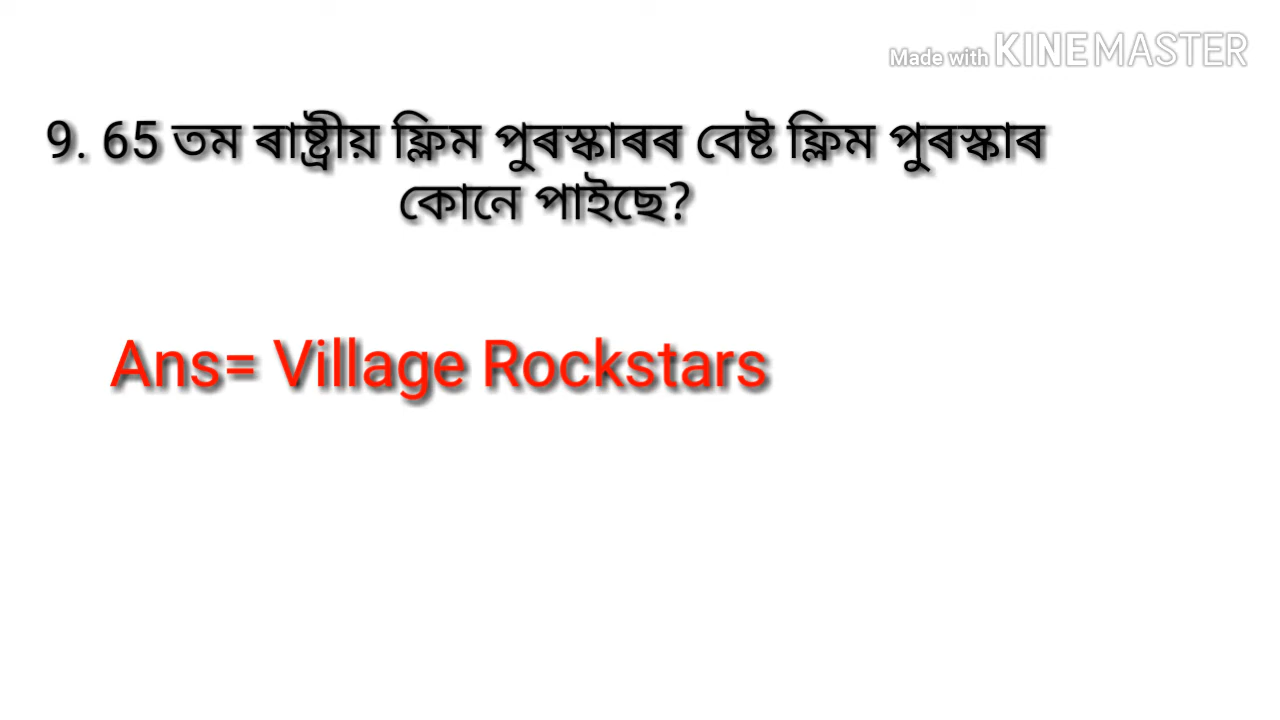 Made with KINEMASTER
9. 65 তম ৰাষ্ট্ৰীয় ফ্লিম পুৰস্কাৰৰ বেষ্ট ফ্লিম পুৰস্কাৰ
কোনে পাইছে?
Ans= Village Rockstars